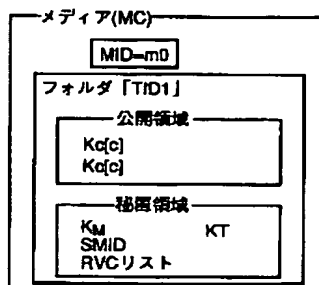 メディア(MC)
MID=m0
フォルダ「TID1」
公開領域
Kc[c]
Kc[c]
秘匿領域
KM KT
SMID
RVCリスト